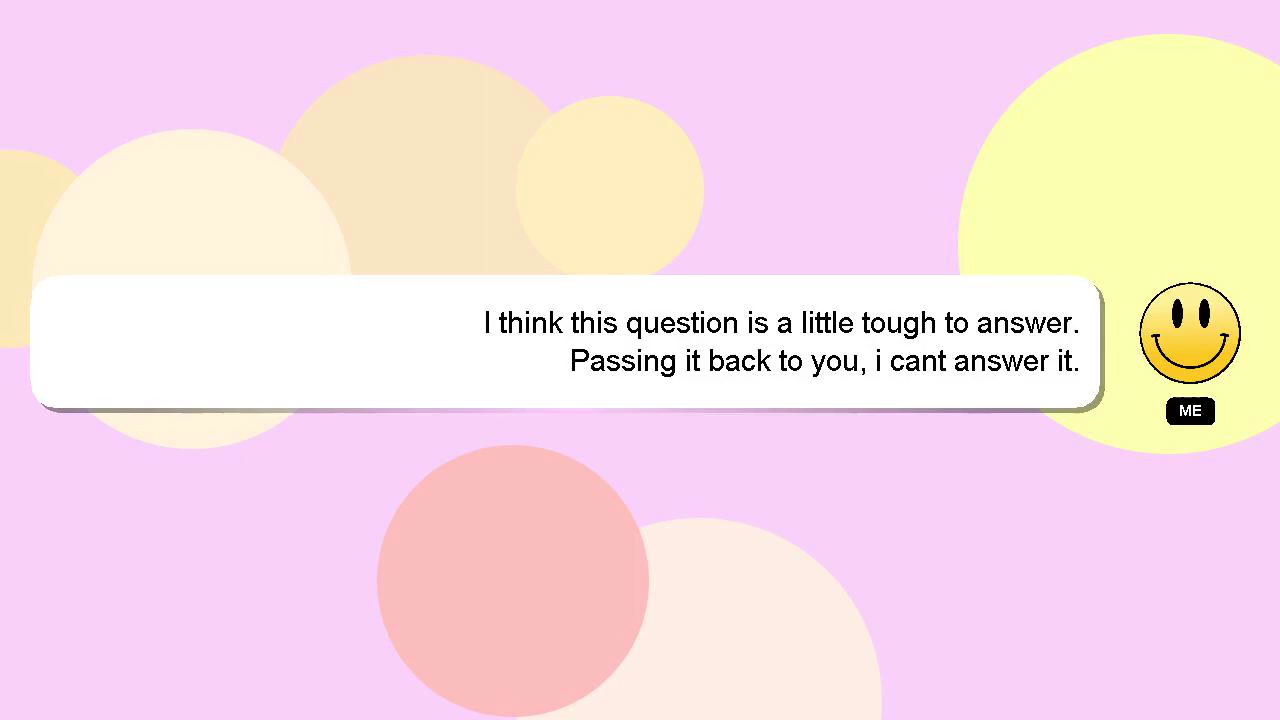 I think this question is a little tough to answer.
Passing it back to you, i cant answer it.
ME